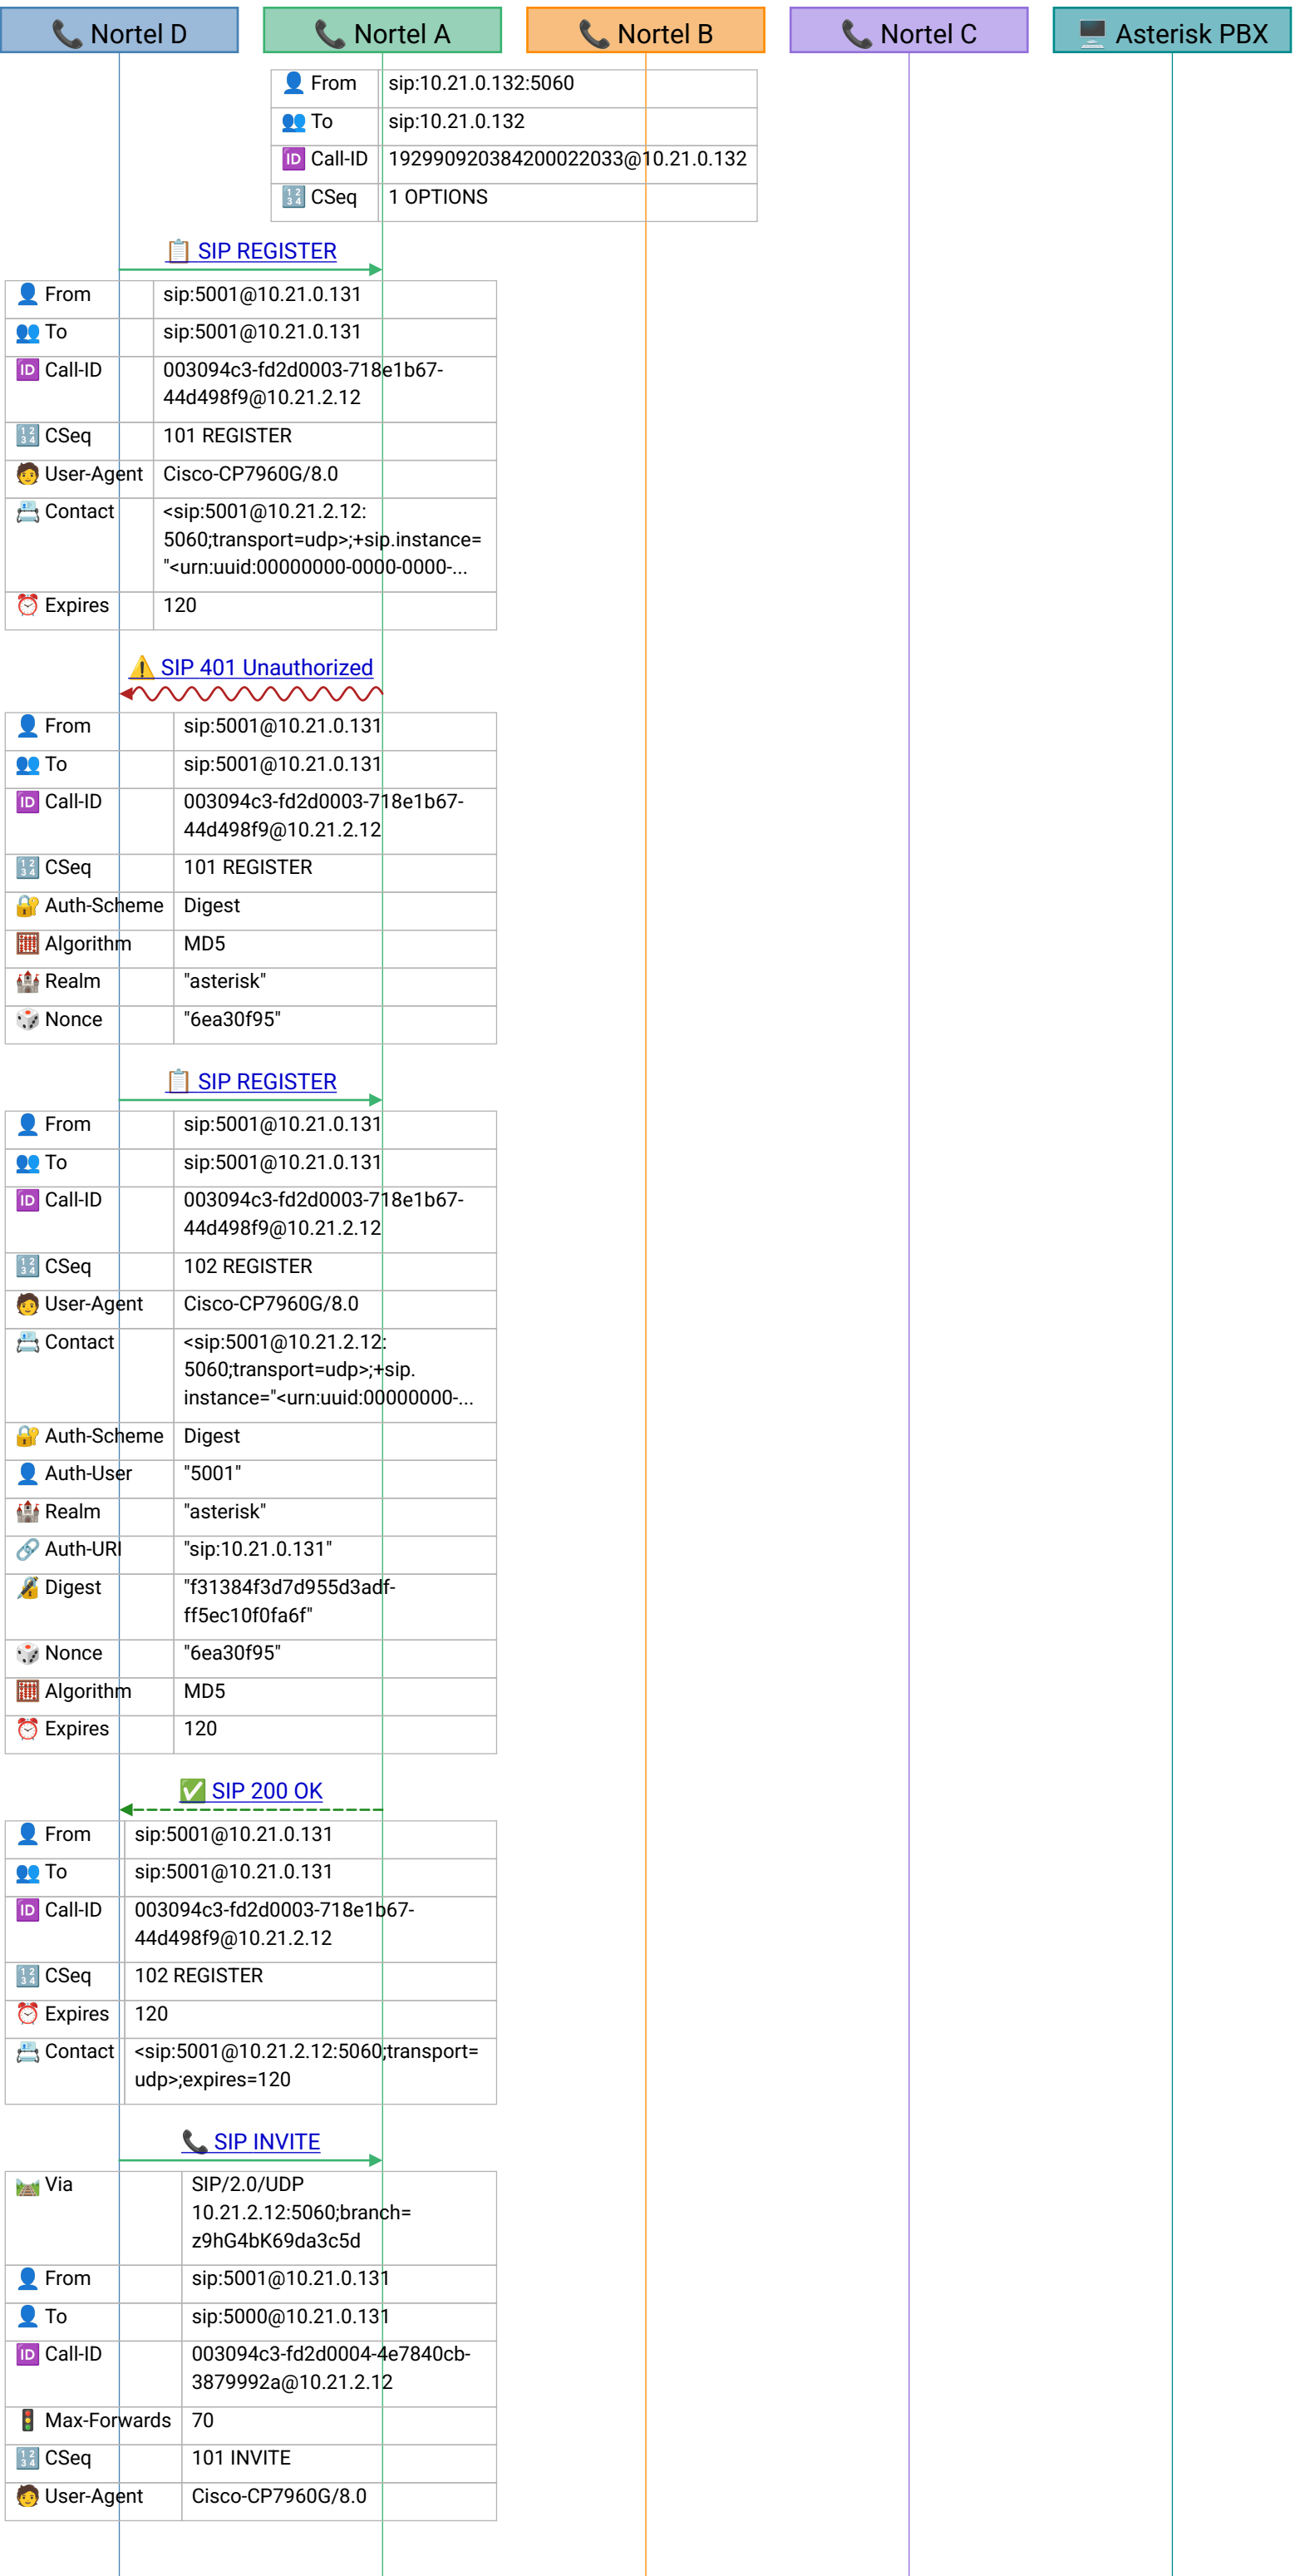 Nortel D
Nortel A
Nortel B
Nortel C
Asterisk PBX
From sip:10.21.0.132:5060
To sip:10.21.0.132
Call-ID 192990920384200022033@10.21.0.132
CSeq 1 OPTIONS
SIP REGISTER
From sip:5001@10.21.0.131
To sip:5001@10.21.0.131
Call-ID 003094c3-fd2d0003-718e1b67-
44d498f9@10.21.2.12
CSeq 101 REGISTER
User-Agent Cisco-CP7960G/8.0
Contact <sip:5001@10.21.2.12:
5060;transport=udp>;+sip.instance=
"<urn:uuid:00000000-0000-0000-...
Expires 120
SIP 401 Unauthorized
From sip:5001@10.21.0.131
To sip:5001@10.21.0.131
Call-ID 003094c3-fd2d0003-718e1b67-
44d498f9@10.21.2.12
CSeq 101 REGISTER
Auth-Scheme Digest
Algorithm MD5
Realm "asterisk"
Nonce "6ea30f95"
SIP REGISTER
From sip:5001@10.21.0.131
To sip:5001@10.21.0.131
Call-ID 003094c3-fd2d0003-718e1b67-
44d498f9@10.21.2.12
CSeq 102 REGISTER
User-Agent Cisco-CP7960G/8.0
Contact <sip:5001@10.21.2.12:
5060;transport=udp>;+sip.
instance="<urn:uuid:00000000-...
Auth-Scheme Digest
Auth-User "5001"
Realm "asterisk"
Auth-URI "sip:10.21.0.131"
Digest "f31384f3d7d955d3adf-
ff5ec10f0fa6f"
Nonce "6ea30f95"
Algorithm MD5
Expires 120
SIP 200 OK
From sip:5001@10.21.0.131
To sip:5001@10.21.0.131
Call-ID 003094c3-fd2d0003-718e1b67-
44d498f9@10.21.2.12
CSeq 102 REGISTER
Expires 120
Contact <sip:5001@10.21.2.12:5060;transport=
udp>;expires=120
SIP INVITE
Via SIP/2.0/UDP
10.21.2.12:5060;branch=
z9hG4bK69da3c5d
From sip:5001@10.21.0.131
To sip:5000@10.21.0.131
Call-ID 003094c3-fd2d0004-4e7840cb-
3879992a@10.21.2.12
Max-Forwards 70
CSeq 101 INVITE
User-Agent Cisco-CP7960G/8.0